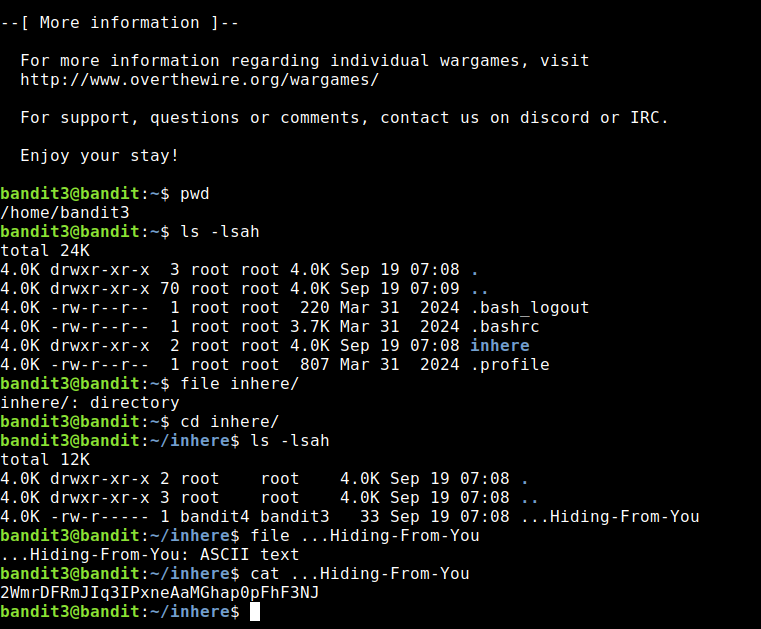 --[ More information ]--
For more information regarding individual wargames, visit
http://www.overthewire.org/wargames/
For support, questions or comments, contact us on discord or IRC.
Enjoy your stay!
bandit3@bandit:~$ pwd
/home/bandit3
bandit3@bandit:~$ ls -lsah
total 24K
4.0K drwxr-xr-x  3 root root 4.0K Sep 19 07:08 .
4.0K drwxr-xr-x 70 root root 4.0K Sep 19 07:09 ..
4.0K -rw-r--r--  1 root root  220 Mar 31  2024 .bash_logout
4.0K -rw-r--r--  1 root root 3.7K Mar 31  2024 .bashrc
4.0K drwxr-xr-x  2 root root 4.0K Sep 19 07:08 inhere
4.0K -rw-r--r--  1 root root  807 Mar 31  2024 .profile
bandit3@bandit:~$ file inhere/
inhere/: directory
bandit3@bandit:~$ cd inhere/
bandit3@bandit:~/inhere$ ls -lsah
total 12K
4.0K drwxr-xr-x 2 root    root    4.0K Sep 19 07:08 .
4.0K drwxr-xr-x 3 root    root    4.0K Sep 19 07:08 ..
4.0K -rw-r----- 1 bandit4 bandit3   33 Sep 19 07:08 ...Hiding-From-You
bandit3@bandit:~/inhere$ file ...Hiding-From-You
...Hiding-From-You: ASCII text
bandit3@bandit:~/inhere$ cat ...Hiding-From-You
2WmrDFRmJIq3IPxneAaMGhap0pFhF3NJ
bandit3@bandit:~/inhere$